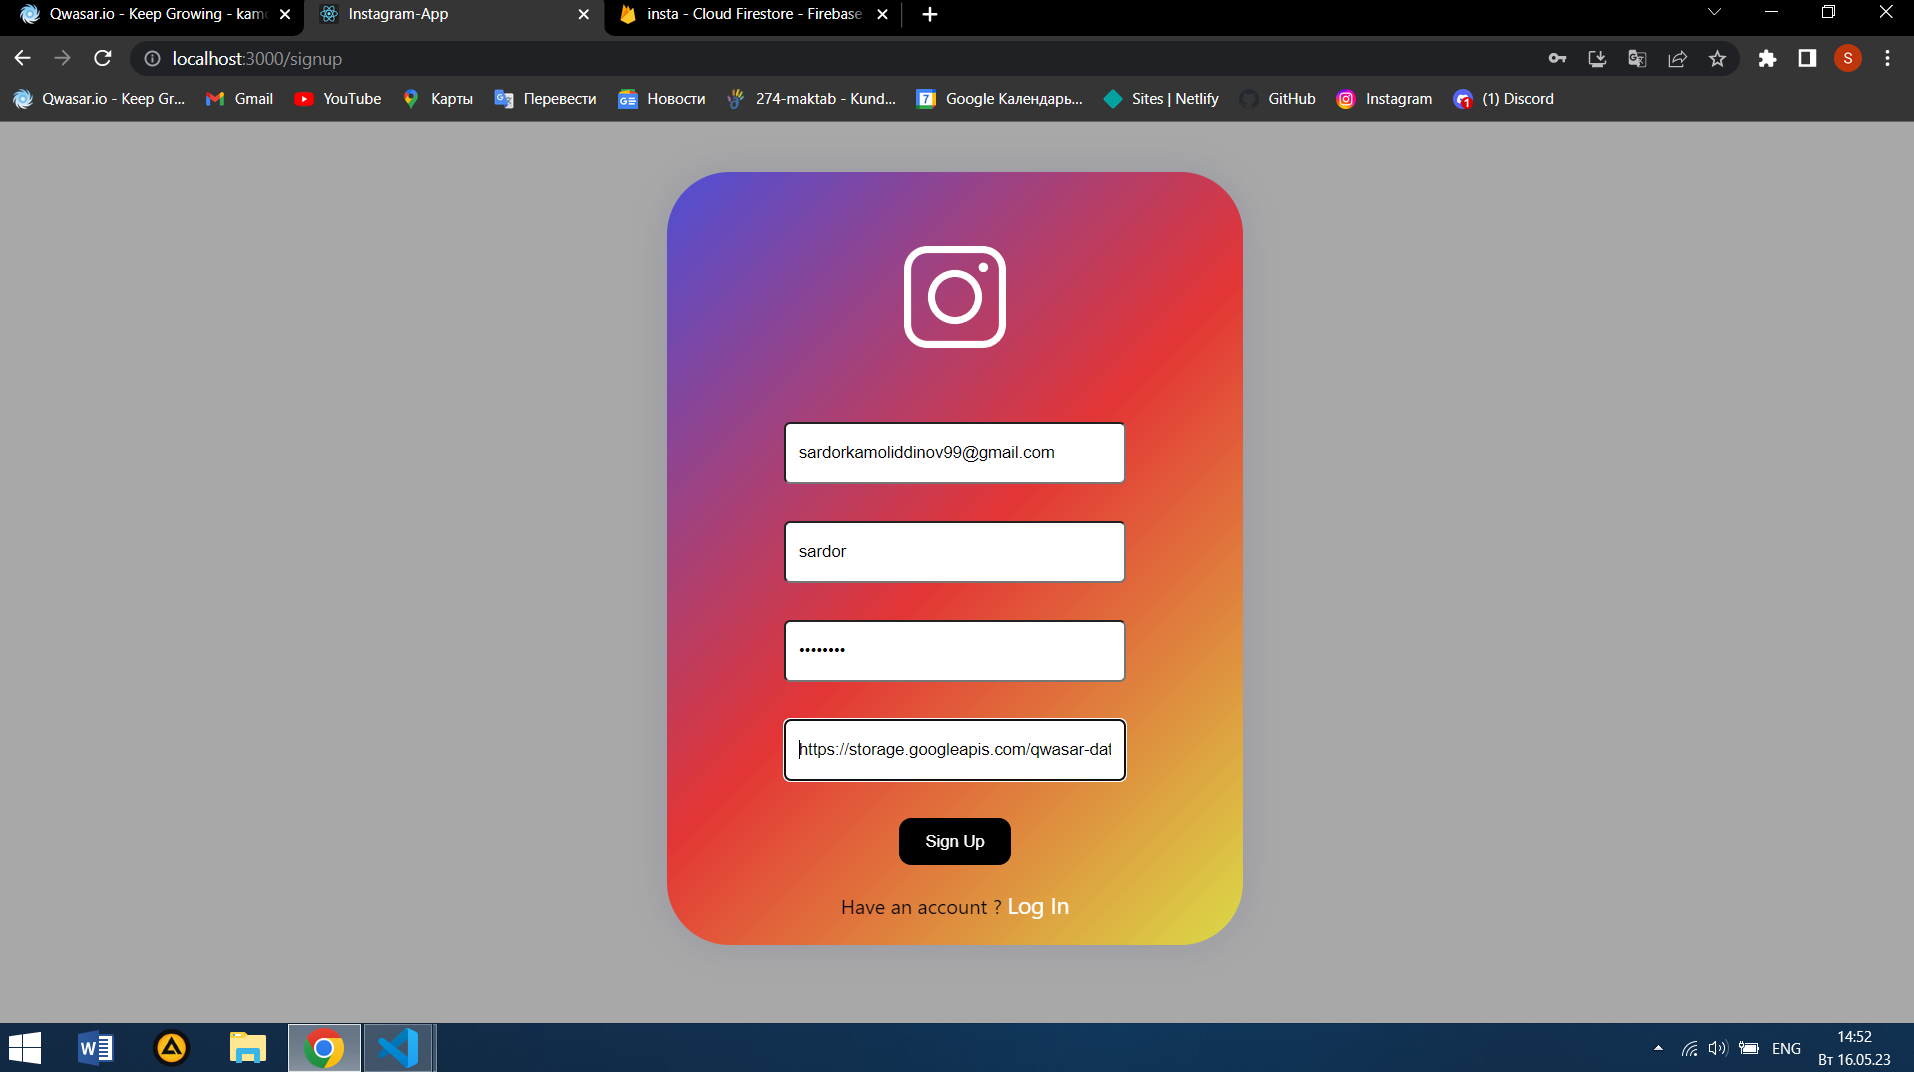 Qwasar.io - Keep Growing - kamo
Instagram-App
insta - Cloud Firestore - Firebase
localhost:3000/signup
S
Qwasar.io - Keep Gr...
Gmail
YouTube
Карты
Перевести
Новости
274-maktab - Kund...
7
Google Календарь...
Sites | Netlify
GitHub
Instagram
1
(1) Discord
sardorkamoliddinov99@gmail.com
sardor
••••••••
https://storage.googleapis.com/qwasar-dat
Sign Up
Have an account ? Log In
ENG
14:52
Вт 16.05.23